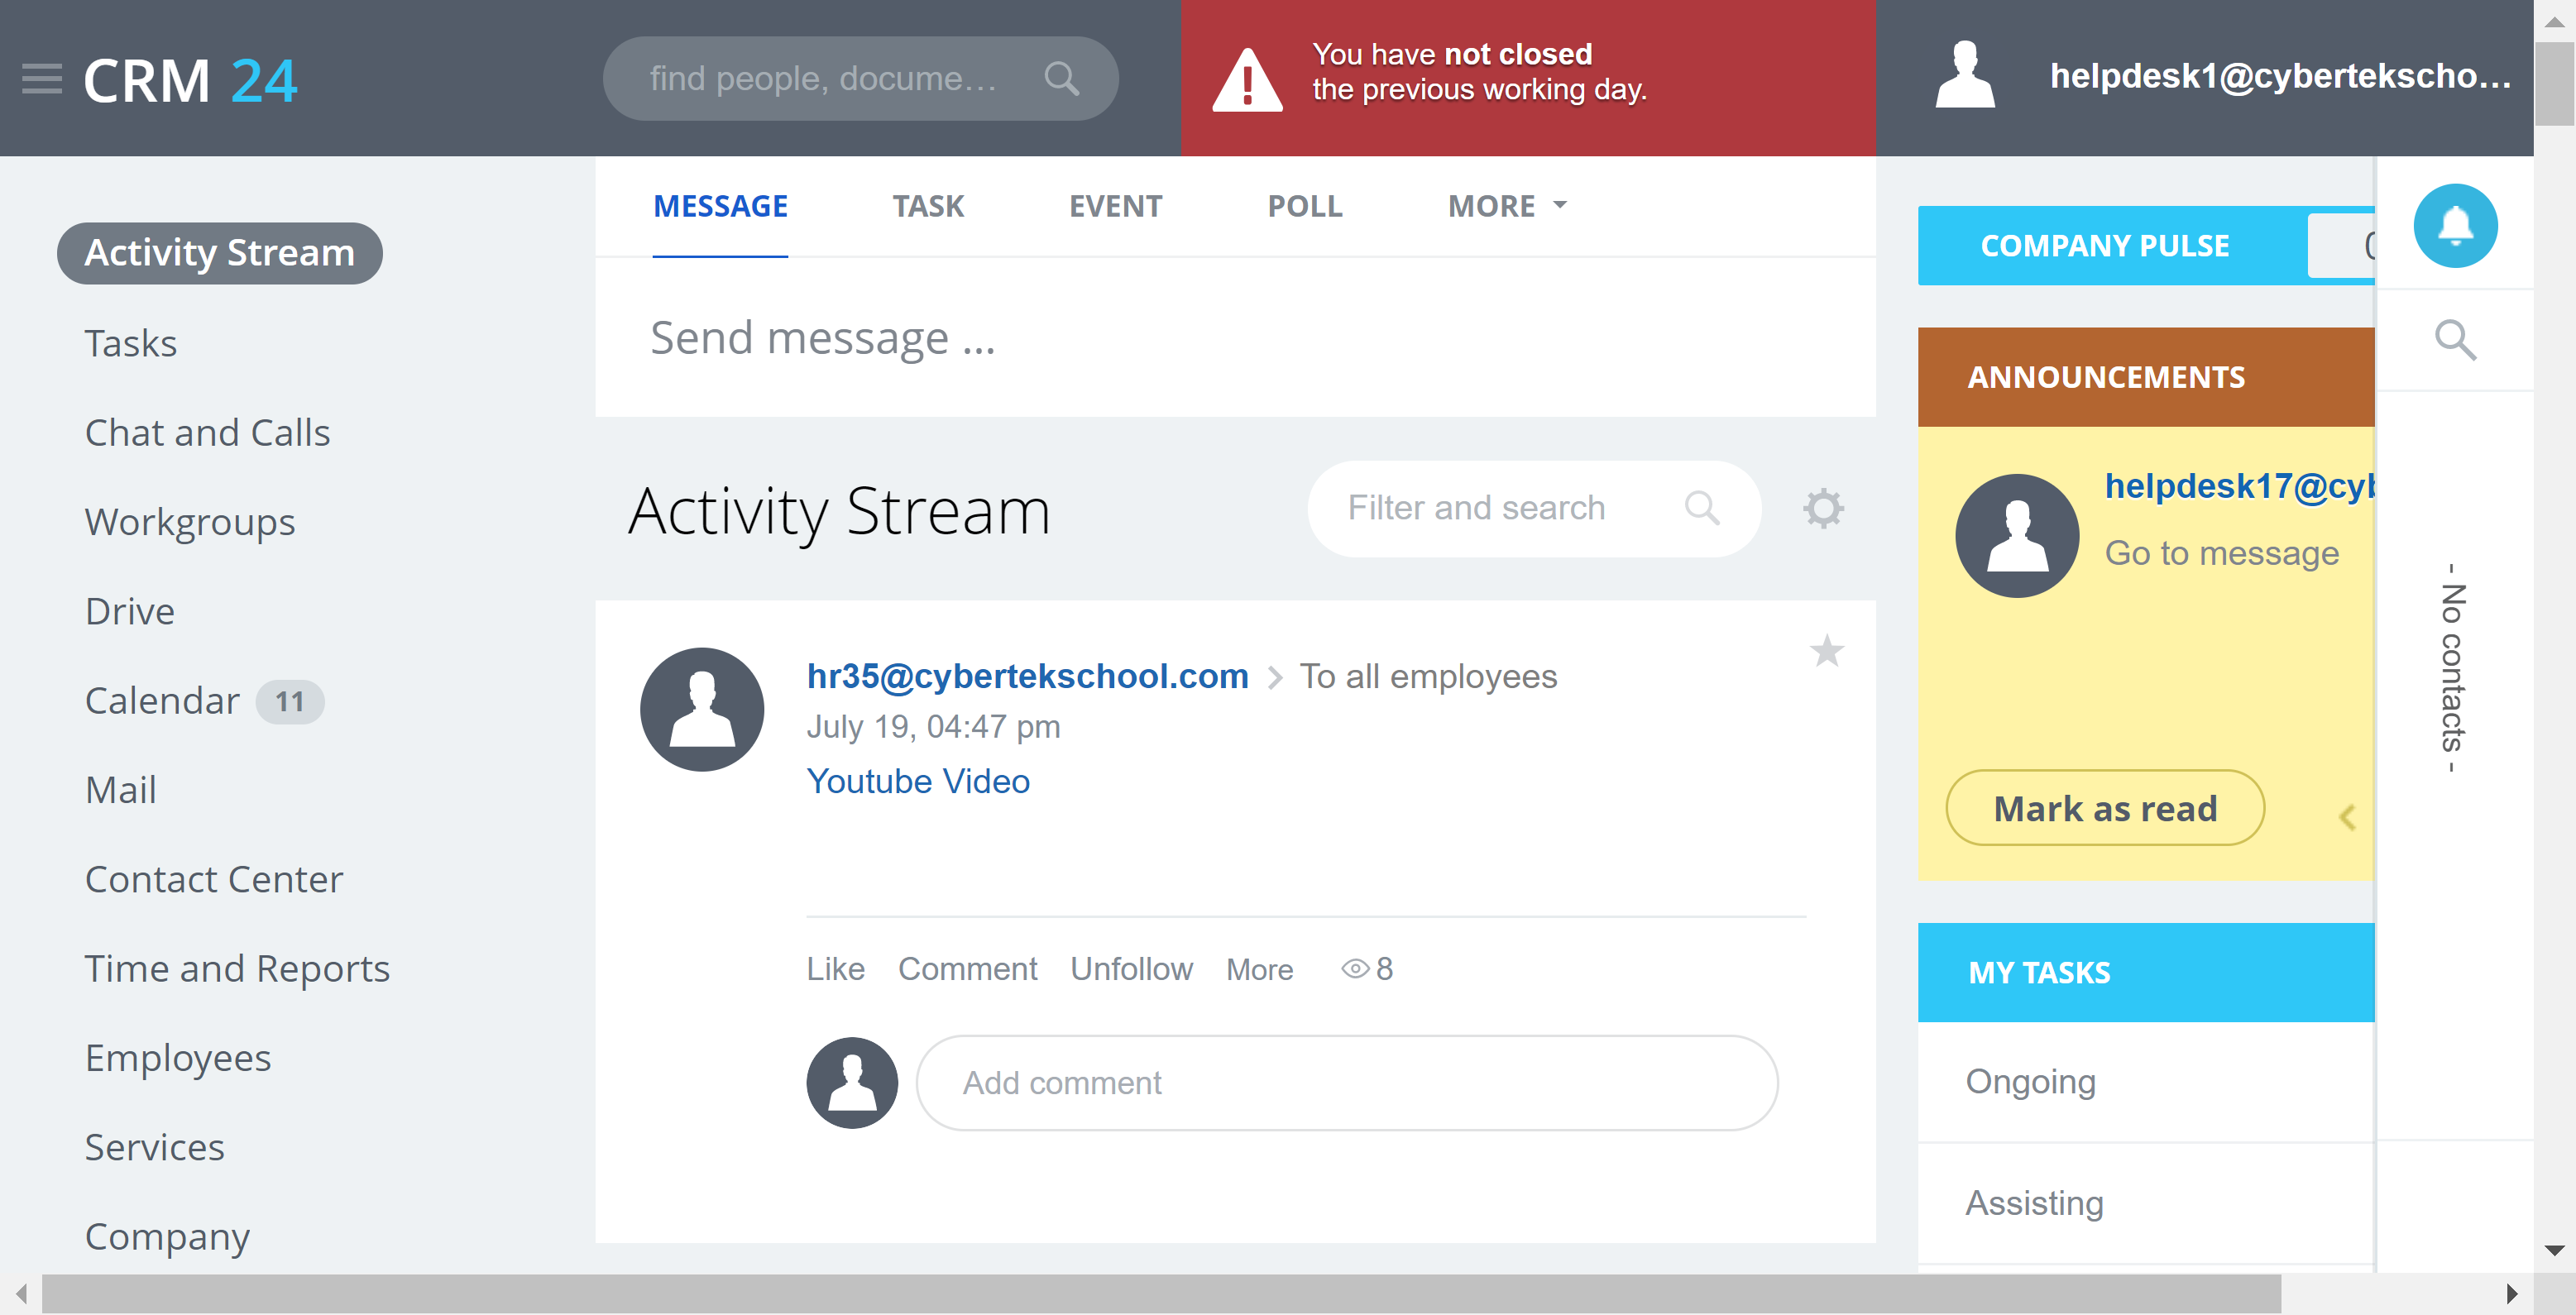 CRM 24
find people, docume...
You have not closed
the previous working day.
helpdesk1@cybertekscho...
Activity Stream
Tasks
Chat and Calls
Workgroups
Drive
Calendar 11
Mail
Contact Center
Time and Reports
Employees
Services
Company
MESSAGE TASK EVENT POLL MORE
Send message ...
Activity Stream
Filter and search
hr35@cybertekschool.com To all employees
July 19, 04:47 pm
Youtube Video
Like Comment Unfollow More 8
Add comment
COMPANY PULSE
ANNOUNCEMENTS
helpdesk17@cyb
Go to message
Mark as read
MY TASKS
Ongoing
Assisting
- No contacts -